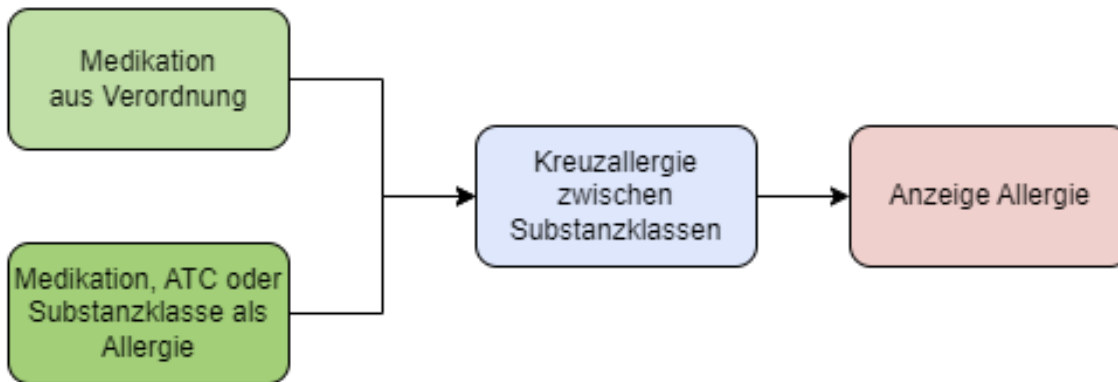 Medikation
aus Verordnung
Kreuzallergie
zwischen
Substanzklassen
Anzeige Allergie
Medikation, ATC oder
Substanzklasse als
Allergie